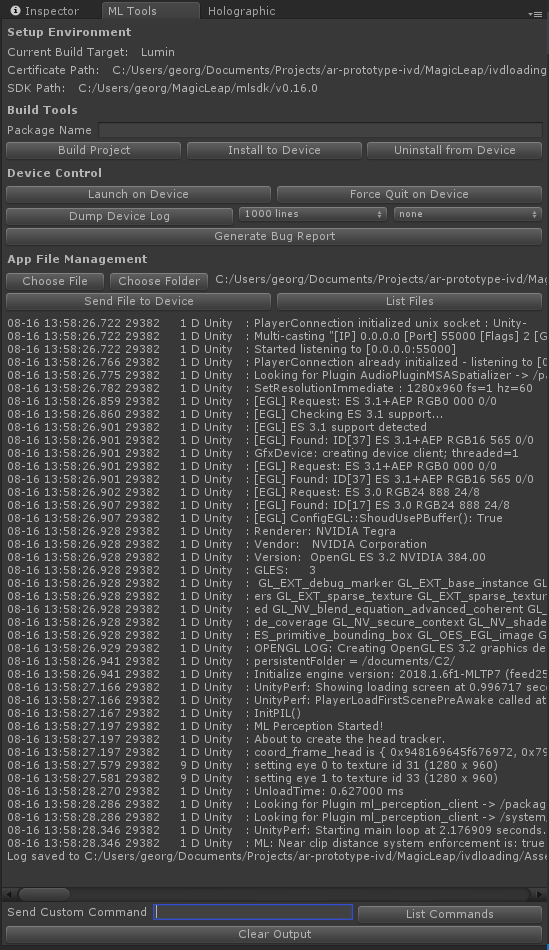 Inspector ML Tools Holographic
Setup Environment
Current Build Target: Lumin
Certificate Path: C:/Users/georg/Documents/Projects/ar-prototype-ivd/MagicLeap/ivdloading
SDK Path: C:/Users/georg/MagicLeap/mlsdk/v0.16.0
Build Tools
Package Name
Build Project Install to Device Uninstall from Device
Device Control
Launch on Device Force Quit on Device
Dump Device Log 1000 lines none
Generate Bug Report
App File Management
Choose File Choose Folder C:/Users/georg/Documents/Projects/ar-prototype-ivd/Mag
Send File to Device List Files
08-16 13:58:26.722 29382 1 D Unity : PlayerConnection initialized unix socket : Unity-
08-16 13:58:26.722 29382 1 D Unity : Multi-casting "[IP] 0.0.0.0 [Port] 55000 [Flags] 2 [G
08-16 13:58:26.722 29382 1 D Unity : Started listening to [0.0.0.0:55000]
08-16 13:58:26.766 29382 1 D Unity : PlayerConnection already initialized - listening to [0
08-16 13:58:26.775 29382 1 D Unity : Looking for Plugin AudioPluginMSASpatializer -> /pa
08-16 13:58:26.782 29382 1 D Unity : SetResolutionImmediate : 1280x960 fs=1 hz=60
08-16 13:58:26.859 29382 1 D Unity : [EGL] Request: ES 3.1+AEP RGB0 000 0/0
08-16 13:58:26.860 29382 1 D Unity : [EGL] Checking ES 3.1 support...
08-16 13:58:26.901 29382 1 D Unity : [EGL] ES 3.1 support detected
08-16 13:58:26.901 29382 1 D Unity : [EGL] Found: ID[37] ES 3.1+AEP RGB16 565 0/0
08-16 13:58:26.901 29382 1 D Unity : GfxDevice: creating device client; threaded=1
08-16 13:58:26.901 29382 1 D Unity : [EGL] Request: ES 3.1+AEP RGB0 000 0/0
08-16 13:58:26.901 29382 1 D Unity : [EGL] Found: ID[37] ES 3.1+AEP RGB16 565 0/0
08-16 13:58:26.902 29382 1 D Unity : [EGL] Request: ES 3.0 RGB24 888 24/8
08-16 13:58:26.907 29382 1 D Unity : [EGL] Found: ID[17] ES 3.0 RGB24 888 24/8
08-16 13:58:26.907 29382 1 D Unity : [EGL] ConfigEGL::ShoudUsePBuffer(): True
08-16 13:58:26.928 29382 1 D Unity : Renderer: NVIDIA Tegra
08-16 13:58:26.928 29382 1 D Unity : Vendor: NVIDIA Corporation
08-16 13:58:26.928 29382 1 D Unity : Version: OpenGL ES 3.2 NVIDIA 384.00
08-16 13:58:26.928 29382 1 D Unity : GLES: 3
08-16 13:58:26.928 29382 1 D Unity : GL_EXT_debug_marker GL_EXT_base_instance GL
08-16 13:58:26.928 29382 1 D Unity : ers GL_EXT_sparse_texture GL_EXT_sparse_textur
08-16 13:58:26.928 29382 1 D Unity : ed GL_NV_blend_equation_advanced_coherent GL_
08-16 13:58:26.928 29382 1 D Unity : de_coverage GL_NV_secure_context GL_NV_shade
08-16 13:58:26.928 29382 1 D Unity : ES_primitive_bounding_box GL_OES_EGL_image G
08-16 13:58:26.929 29382 1 D Unity : OPENGL LOG: Creating OpenGL ES 3.2 graphics de
08-16 13:58:26.941 29382 1 D Unity : persistentFolder = /documents/C2/
08-16 13:58:26.941 29382 1 D Unity : Initialize engine version: 2018.1.6f1-MLTP7 (feed25
08-16 13:58:27.166 29382 1 D Unity : UnityPerf: Showing loading screen at 0.996717 seco
08-16 13:58:27.167 29382 1 D Unity : UnityPerf: PlayerLoadFirstScenePreAwake called at
08-16 13:58:27.167 29382 1 D Unity : InitPIL()
08-16 13:58:27.197 29382 1 D Unity : ML Perception Started!
08-16 13:58:27.197 29382 1 D Unity : About to create the head tracker.
08-16 13:58:27.197 29382 1 D Unity : coord_frame_head is { 0x948169645f676972, 0x79
08-16 13:58:27.579 29382 9 D Unity : setting eye 0 to texture id 31 (1280 x 960)
08-16 13:58:27.581 29382 9 D Unity : setting eye 1 to texture id 33 (1280 x 960)
08-16 13:58:28.270 29382 1 D Unity : UnloadTime: 0.627000 ms
08-16 13:58:28.286 29382 1 D Unity : Looking for Plugin ml_perception_client -> /packag
08-16 13:58:28.286 29382 1 D Unity : Looking for Plugin ml_perception_client -> /system,
08-16 13:58:28.346 29382 1 D Unity : UnityPerf: Starting main loop at 2.176909 seconds.
08-16 13:58:28.346 29382 1 D Unity : ML: Near clip distance system enforcement is: true
Log saved to C:/Users/georg/Documents/Projects/ar-prototype-ivd/MagicLeap/ivdloading/Asse
Send Custom Command List Commands
Clear Output